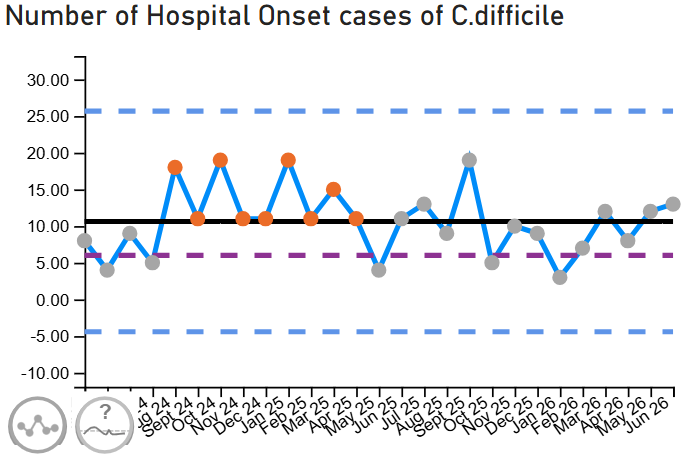 Number of Hospital Onset cases of C.difficile
30.00
25.00
20.00
15.00
10.00
5.00
0.00
-5.00
-10.00
Sept 24
Oct 24
Nov 24
Dec 24
Jan 25
Feb 25
Mar 25
Apr 25
May 25
Jun 25
Jul 25
Aug 25
Sept 25
Oct 25
Nov 25
Dec 25
Jan 26
Feb 26
Mar 26
Apr 26
May 26
Jun 26
?